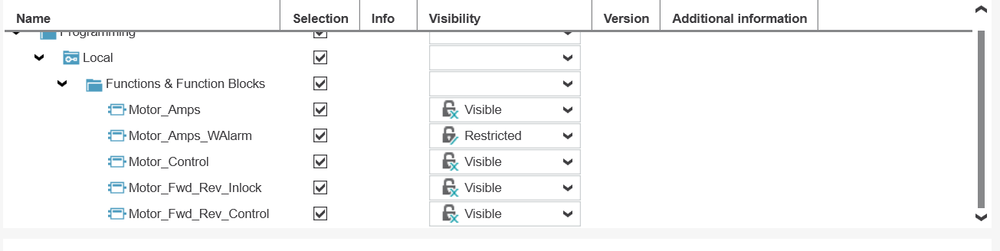 Name Selection Info Visibility Version Additional information
Programming
Local
Functions & Function Blocks
Motor_Amps Visible
Motor_Amps_WAlarm Restricted
Motor_Control Visible
Motor_Fwd_Rev_Inlock Visible
Motor_Fwd_Rev_Control Visible